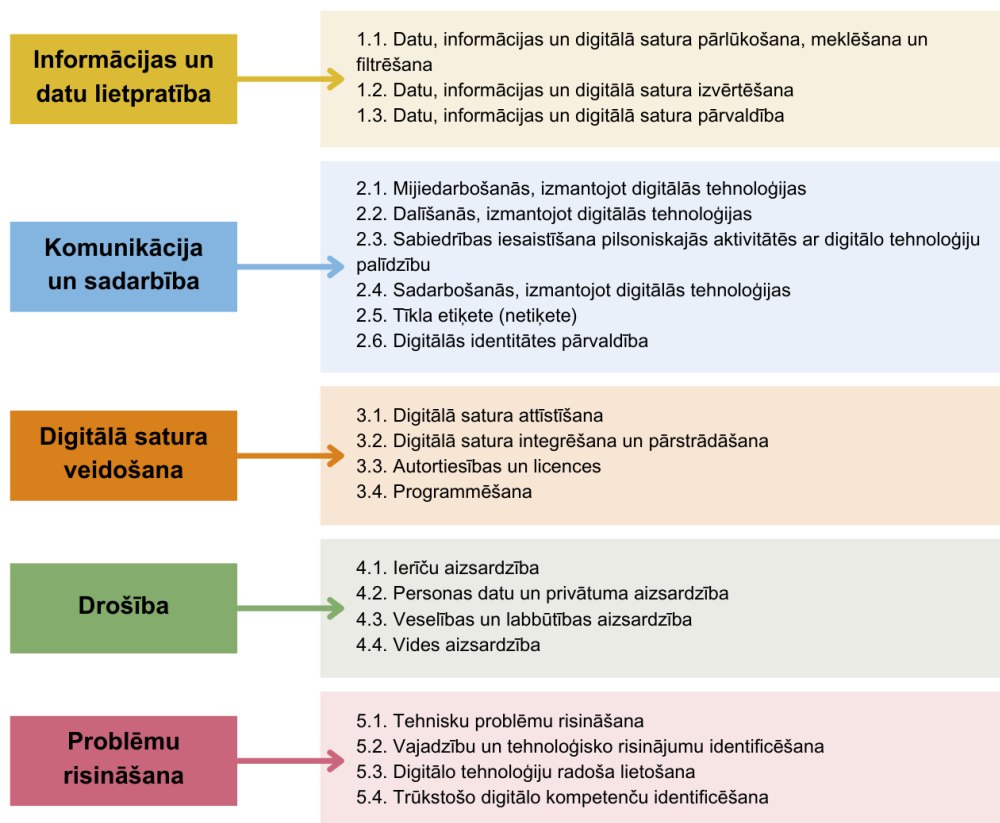 Informācijas un
datu lietpratība
1.1. Datu, informācijas un digitālā satura pārlūkošana, meklēšana un
filtrēšana
1.2. Datu, informācijas un digitālā satura izvērtēšana
1.3. Datu, informācijas un digitālā satura pārvaldība
Komunikācija
un sadarbība
2.1. Mijiedarbošanās, izmantojot digitālās tehnoloģijas
2.2. Dalīšanās, izmantojot digitālās tehnoloģijas
2.3. Sabiedrības iesaistīšana pilsoniskajās aktivitātēs ar digitālo tehnoloģiju
palīdzību
2.4. Sadarbošanās, izmantojot digitālās tehnoloģijas
2.5. Tīkla etiķete (netiķete)
2.6. Digitālās identitātes pārvaldība
Digitālā satura
veidošana
3.1. Digitālā satura attīstīšana
3.2. Digitālā satura integrēšana un pārstrādāšana
3.3. Autortiesības un licences
3.4. Programmēšana
Drošība
4.1. Ierīču aizsardzība
4.2. Personas datu un privātuma aizsardzība
4.3. Veselības un labbūtības aizsardzība
4.4. Vides aizsardzība
Problēmu
risināšana
5.1. Tehnisku problēmu risināšana
5.2. Vajadzību un tehnoloģisko risinājumu identificēšana
5.3. Digitālo tehnoloģiju radoša lietošana
5.4. Trūkstošo digitālo kompetenču identificēšana